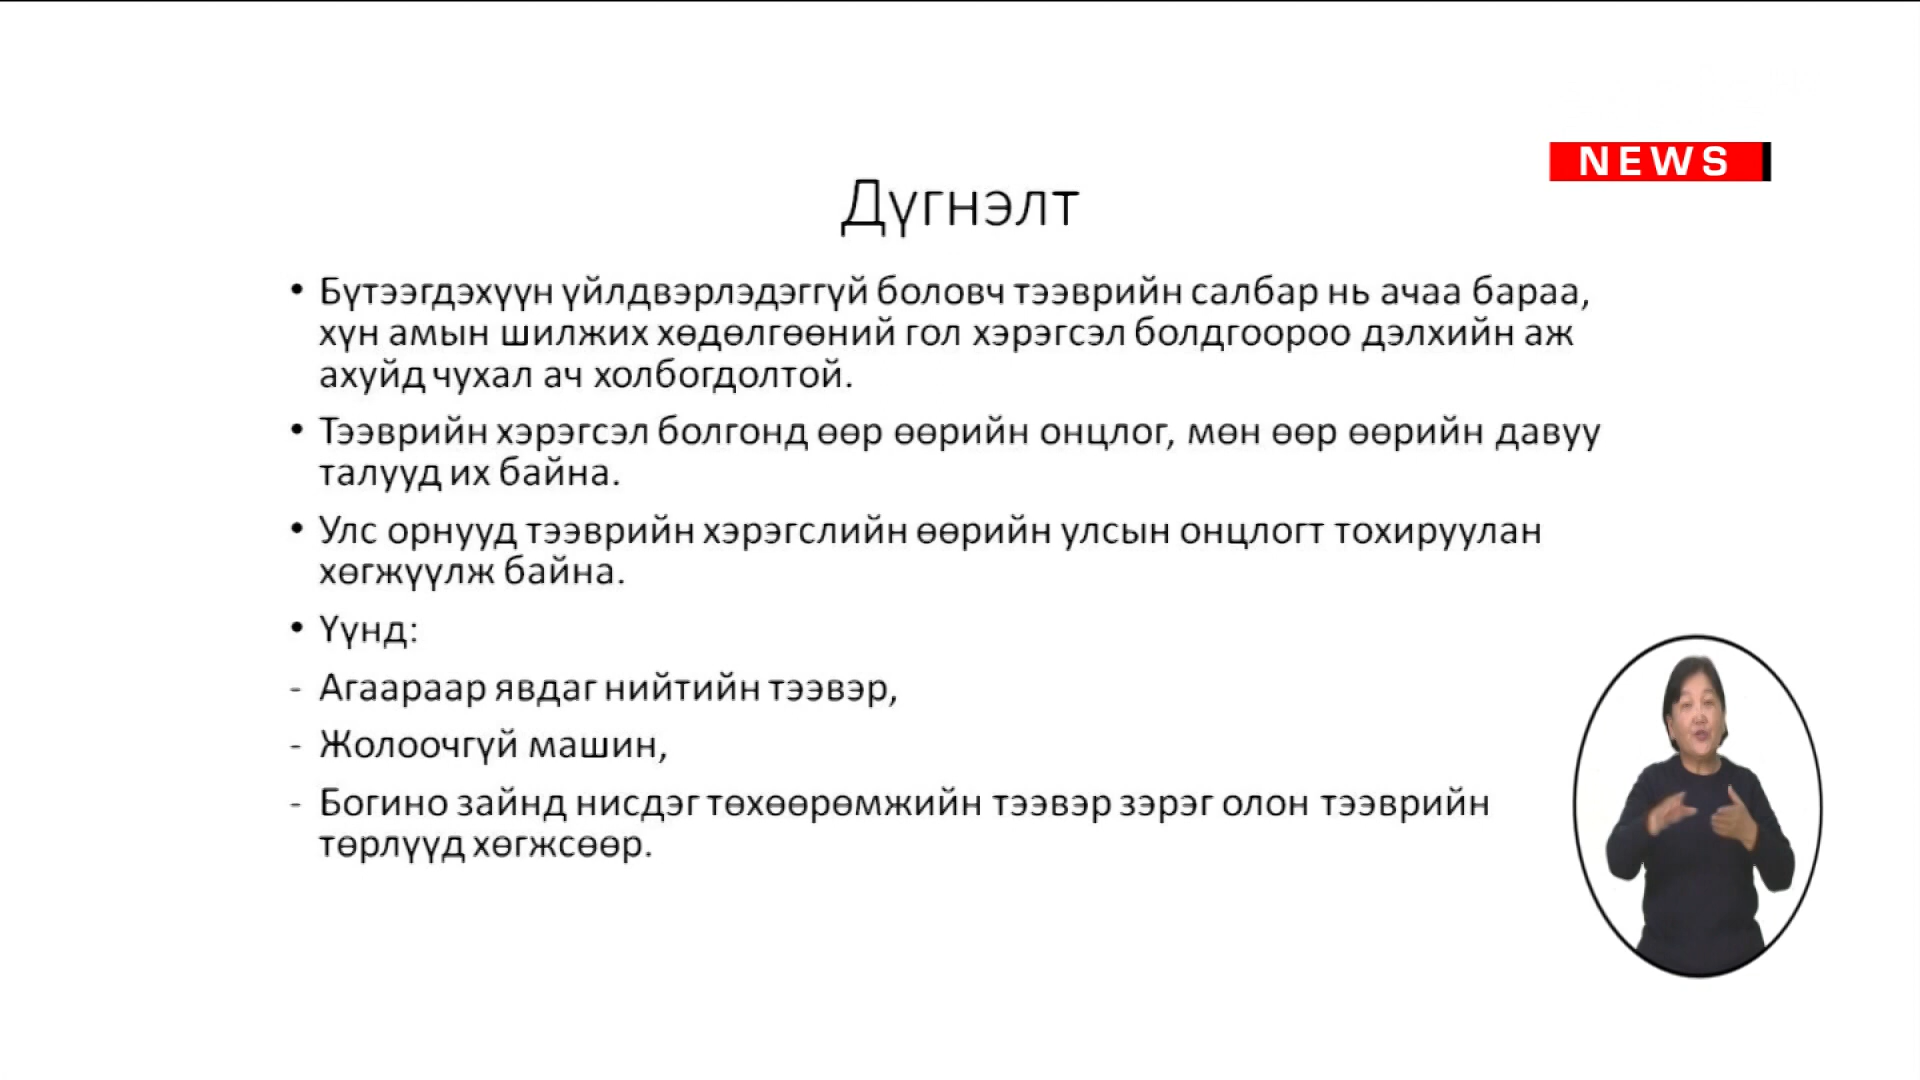 NEWS
Дүгнэлт
• Бүтээгдэхүүн үйлдвэрлэдэггүй боловч тээврийн салбар нь ачаа бараа,
хүн амын шилжих хөдөлгөөний гол хэрэгсэл болдгоороо дэлхийн аж
ахуйд чухал ач холбогдолтой.
• Тээврийн хэрэгсэл болгонд өөр өөрийн онцлог, мөн өөр өөрийн давуу
талууд их байна.
• Улс орнууд тээврийн хэрэгслийн өөрийн улсын онцлогт тохируулан
хөгжүүлж байна.
• Үүнд:
- Агаараар явдаг нийтийн тээвэр,
- Жолоочгүй машин,
- Богино зайнд нисдэг төхөөрөмжийн тээвэр зэрэг олон тээврийн
төрлүүд хөгжсөөр.